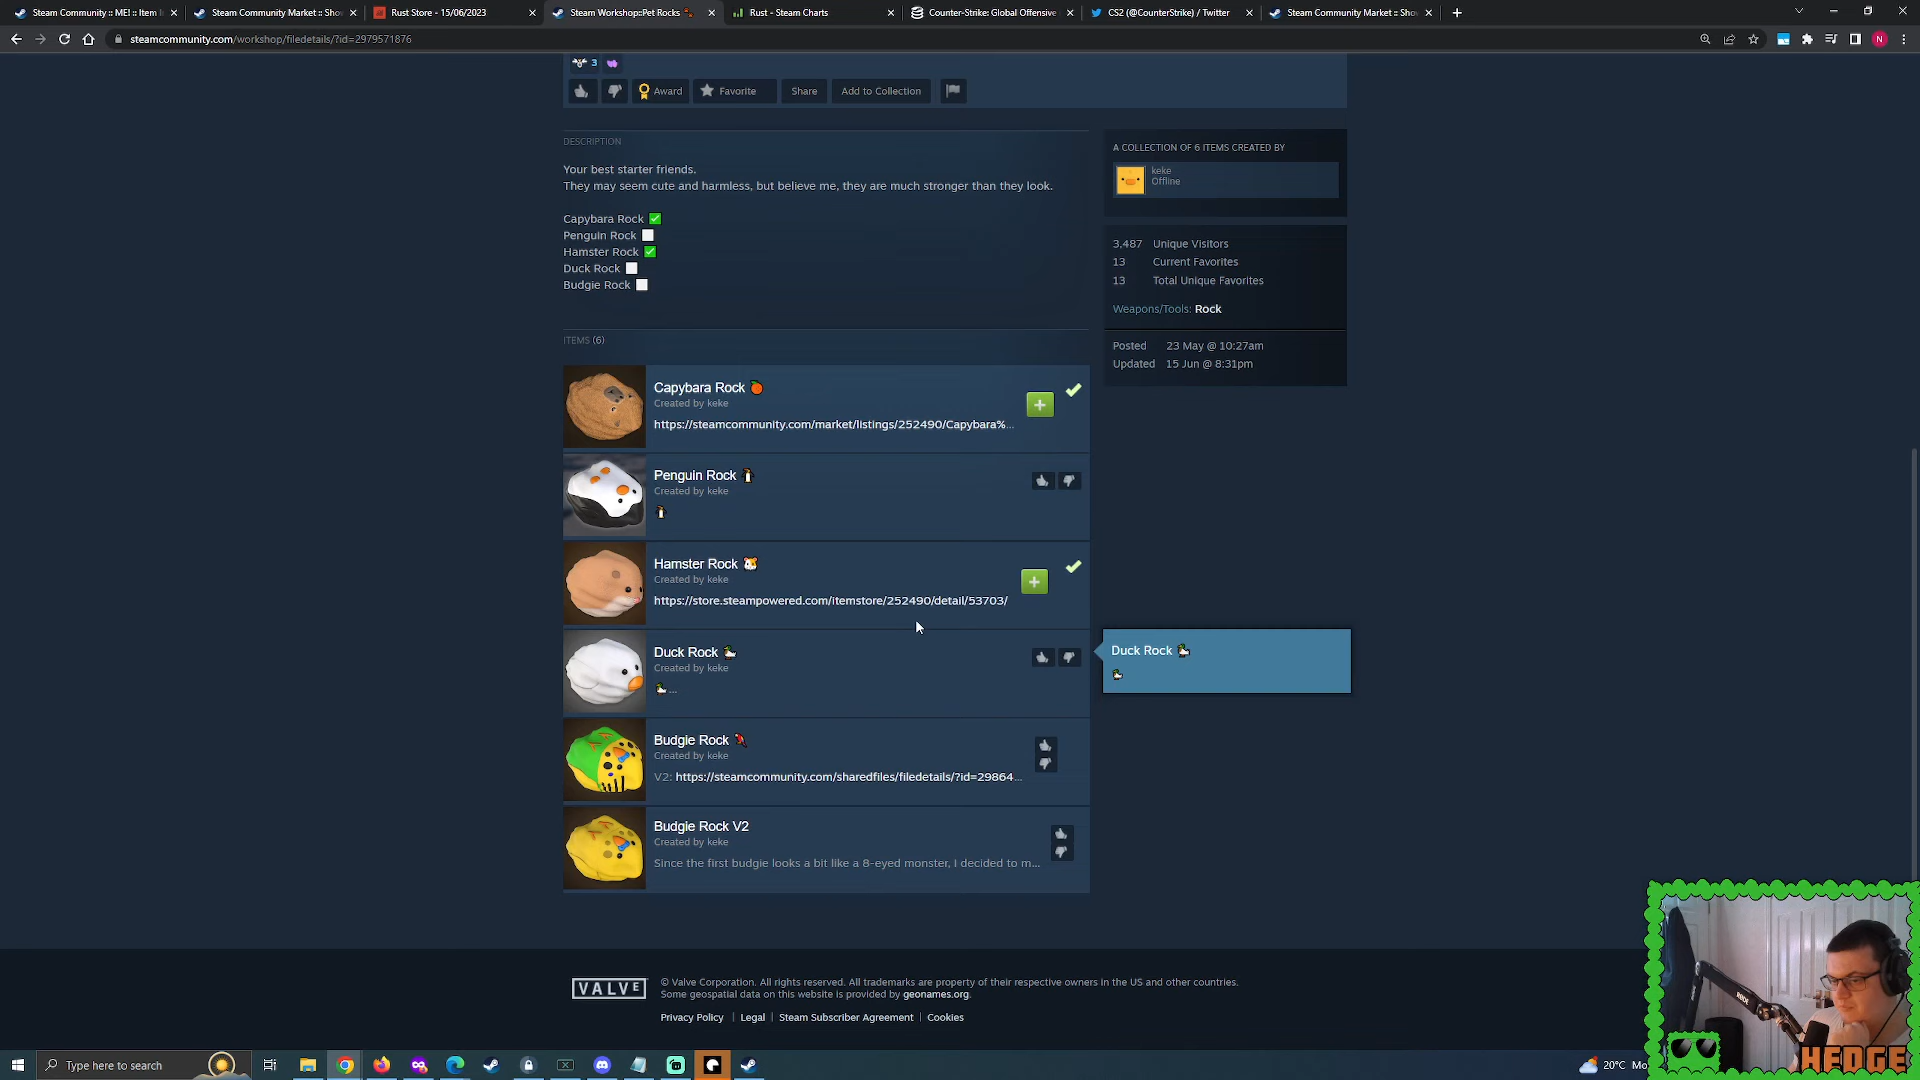 Steam Community :: ME! :: Item I
Steam Community Market :: Sho
Rust Store - 15/06/2023
Steam Workshop::Pet Rocks
Rust - Steam Charts
Counter-Strike: Global Offensive
CS2 (@CounterStrike) / Twitter
Steam Community Market :: Sho
steamcommunity.com/workshop/filedetails/?id=2979571876
N
3
Award
Favorite
Share
Add to Collection
DESCRIPTION
Your best starter friends.
They may seem cute and harmless, but believe me, they are much stronger than they look.
Capybara Rock ✅
Penguin Rock ⬜
Hamster Rock ✅
Duck Rock ⬜
Budgie Rock ⬜
A COLLECTION OF 6 ITEMS CREATED BY
keke
Offline
3,487 Unique Visitors
13 Current Favorites
13 Total Unique Favorites
Weapons/Tools: Rock
Posted 23 May @ 10:27am
Updated 15 Jun @ 8:31pm
ITEMS (6)
Capybara Rock 🍊
Created by keke
https://steamcommunity.com/market/listings/252490/Capybara%...
Penguin Rock 🐧
Created by keke
🐧
Hamster Rock 🐹
Created by keke
https://store.steampowered.com/itemstore/252490/detail/53703/
Duck Rock 🦆
Created by keke
🦆 ...
Duck Rock 🦆
🦆
Budgie Rock 🦜
Created by keke
V2: https://steamcommunity.com/sharedfiles/filedetails/?id=29864...
Budgie Rock V2
Created by keke
Since the first budgie looks a bit like a 8-eyed monster, I decided to m...
VALVE
© Valve Corporation. All rights reserved. All trademarks are property of their respective owners in the US and other countries.
Some geospatial data on this website is provided by geonames.org.
Privacy Policy | Legal | Steam Subscriber Agreement | Cookies
Type here to search
20°C Mo
RODE
HEDGE